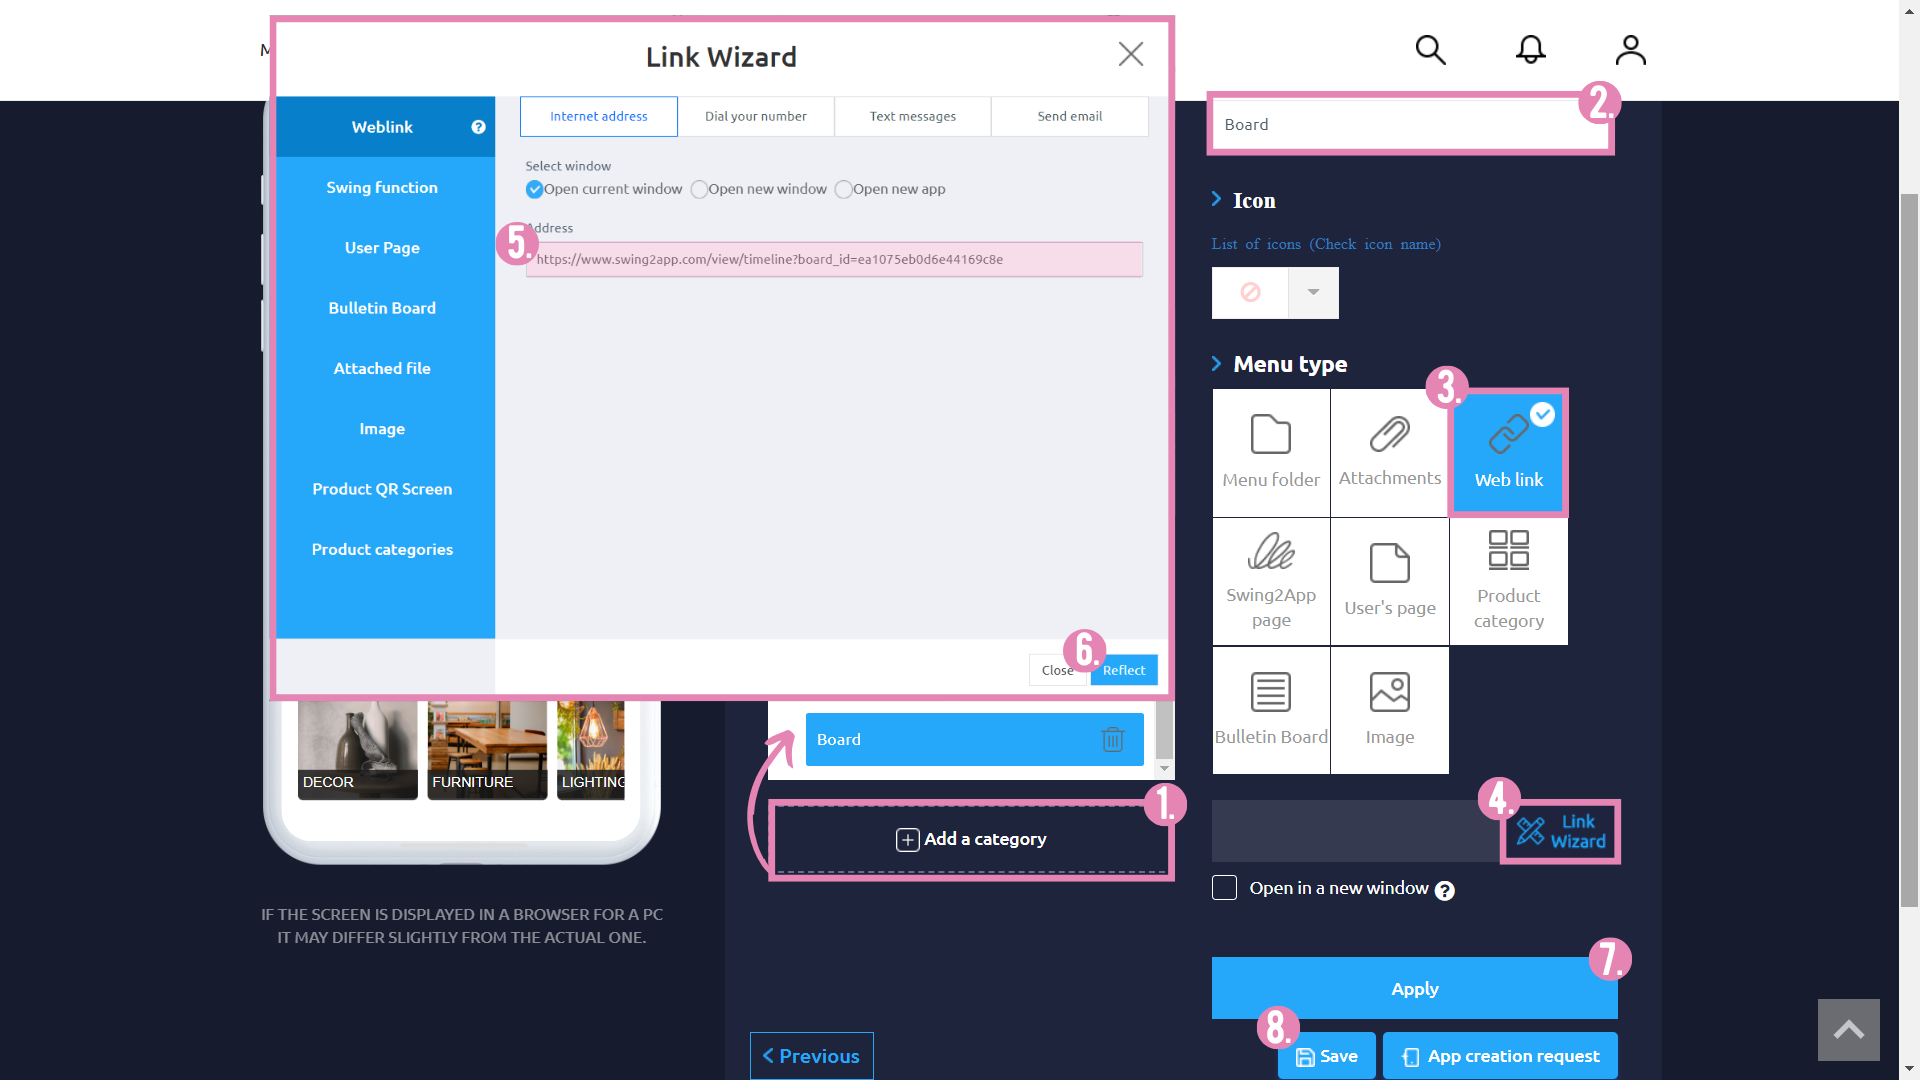 Link Wizard
Weblink
Swing function
User Page
Bulletin Board
Attached file
Image
Product QR Screen
Product categories
Internet address
Dial your number
Text messages
Send email
Select window
Open current window
Open new window
Open new app
5.
Address
https://www.swing2app.com/view/timeline?board_id=ea1075eb0d6e44169c8e
6.
Close
Reflect
DECOR
FURNITURE
LIGHTING
IF THE SCREEN IS DISPLAYED IN A BROWSER FOR A PC
IT MAY DIFFER SLIGHTLY FROM THE ACTUAL ONE.
Board
1.
Add a category
Previous
2.
Board
Icon
List of icons (Check icon name)
Menu type
3.
Menu folder
Attachments
Web link
Swing2App
page
User's page
Product
category
Bulletin Board
Image
4.
Link
Wizard
Open in a new window
7.
Apply
8.
Save
App creation request